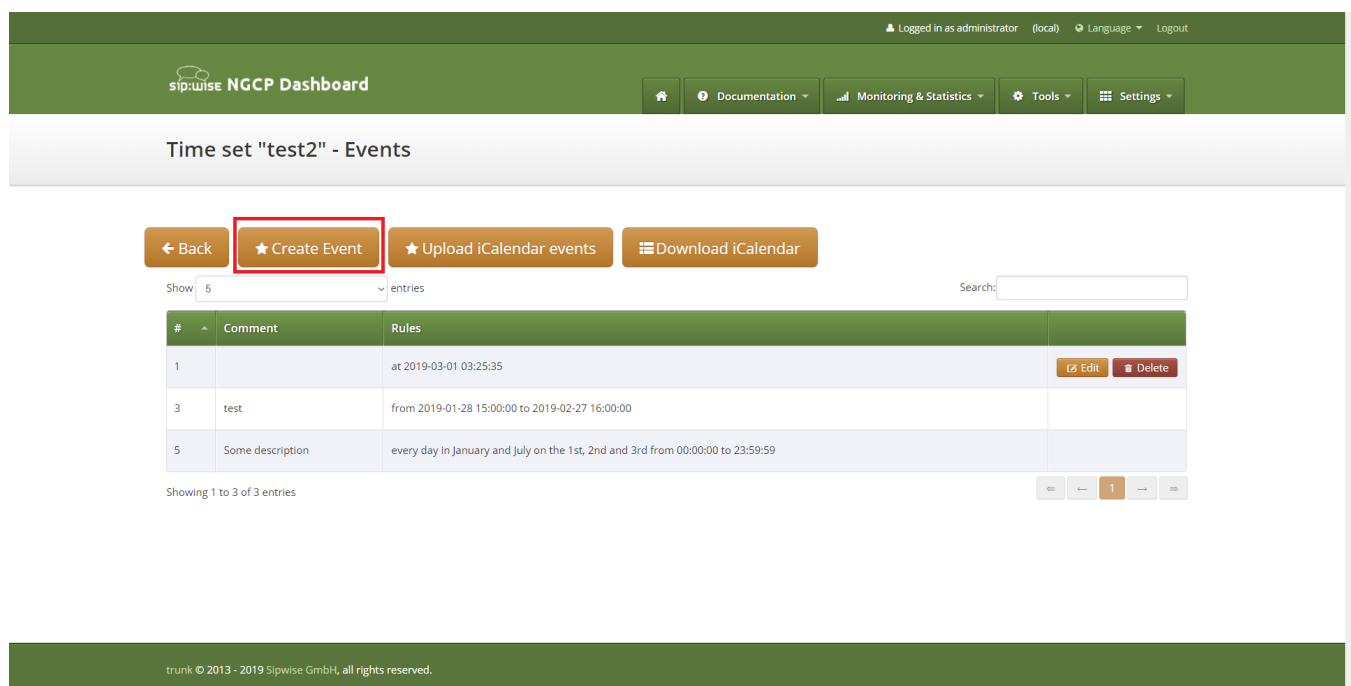 Logged in as administrator (local) Language Logout
sip:wise NGCP Dashboard
Documentation Monitoring & Statistics Tools Settings
Time set "test2" - Events
Back Create Event Upload iCalendar events Download iCalendar
Show 5 entries Search:
# Comment Rules
1 at 2019-03-01 03:25:35 Edit Delete
3 test from 2019-01-28 15:00:00 to 2019-02-27 16:00:00
5 Some description every day in January and July on the 1st, 2nd and 3rd from 00:00:00 to 23:59:59
Showing 1 to 3 of 3 entries ⇐ ← 1 → ⇒
trunk © 2013 - 2019 Sipwise GmbH, all rights reserved.